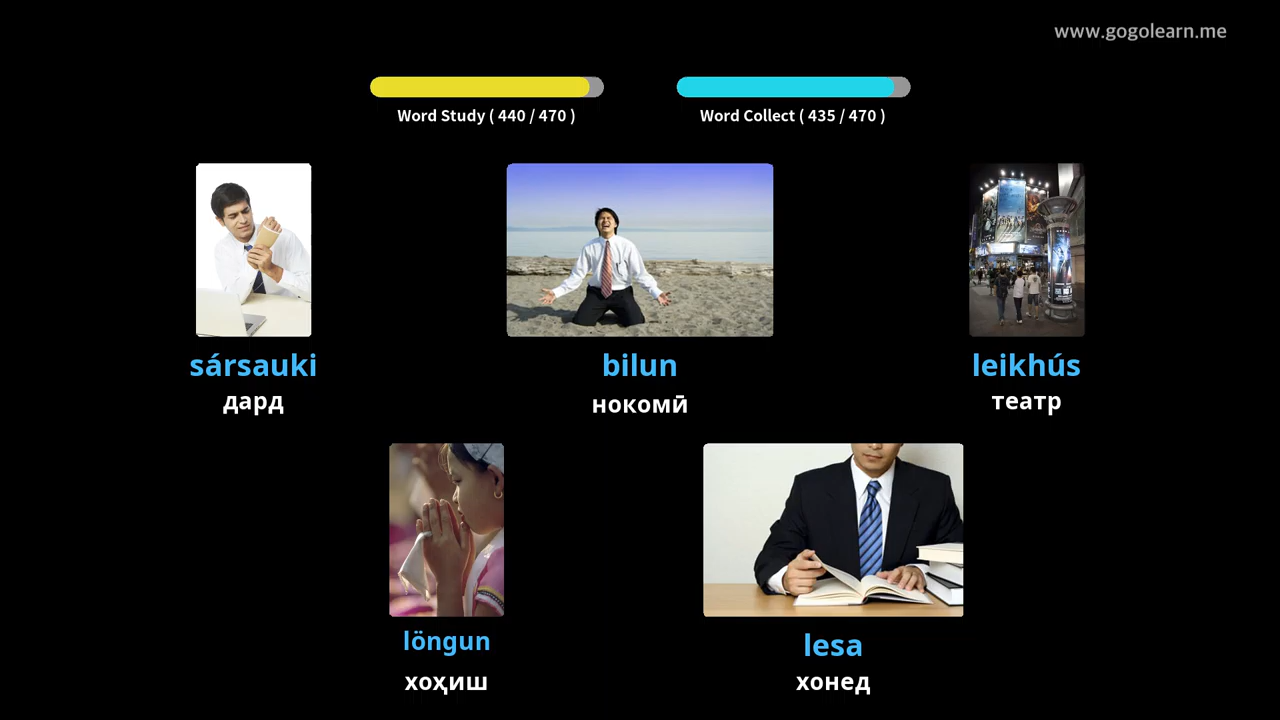 www.gogolearn.me
Word Study ( 440 / 470 )
Word Collect ( 435 / 470 )
sársauki
дард
bilun
нокомӣ
leikhús
театр
löngun
хоҳиш
lesa
хонед